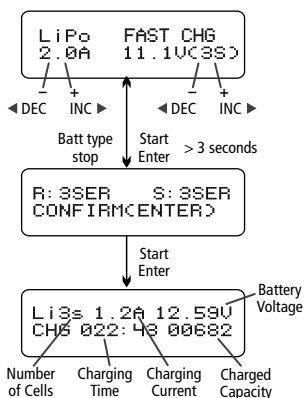 LiPo FAST CHG
2.0A 11.1V(3S)
− + − +
◀ DEC INC ▶ ◀ DEC INC ▶
Batt type stop
Start Enter
> 3 seconds
R: 3SER S: 3SER
CONFIRM(ENTER)
Start Enter
Battery Voltage
Li3s 1.2A 12.59V
CHG 022:43 00682
Number of Cells
Charging Time
Charging Current
Charged Capacity